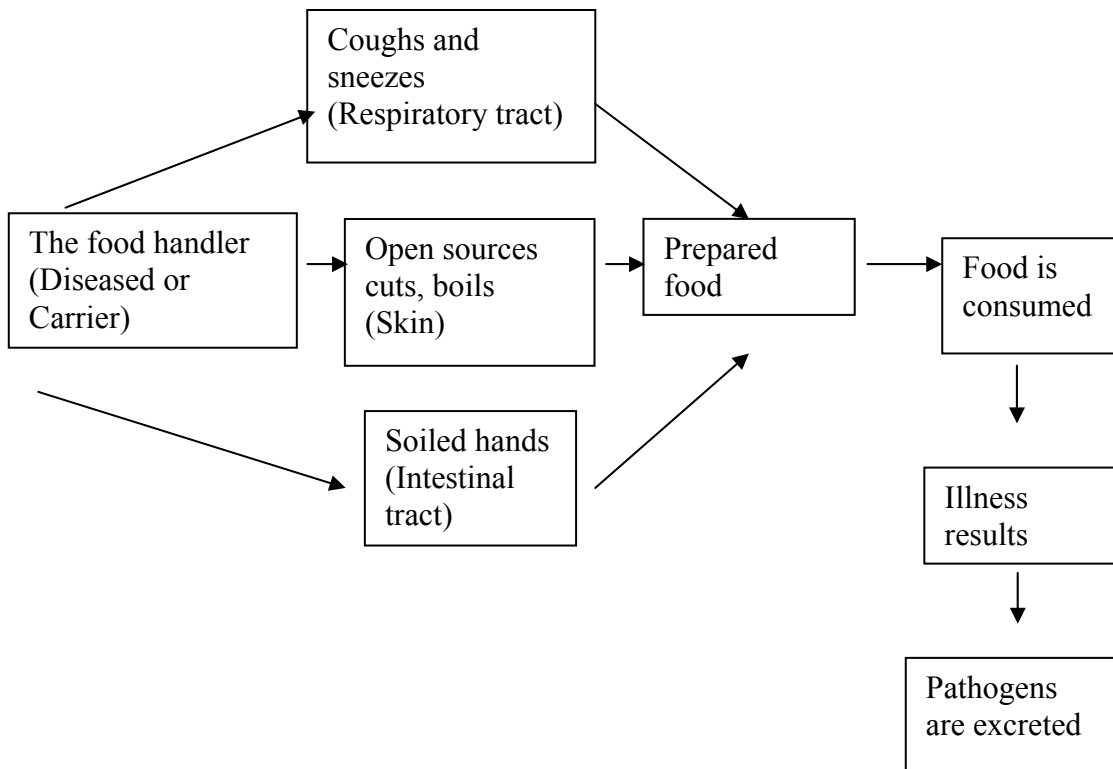 Coughs and
sneezes
(Respiratory tract)
The food handler
(Diseased or
Carrier)
Open sources
cuts, boils
(Skin)
Prepared
food
Food is
consumed
Soiled hands
(Intestinal
tract)
Illness
results
Pathogens
are excreted